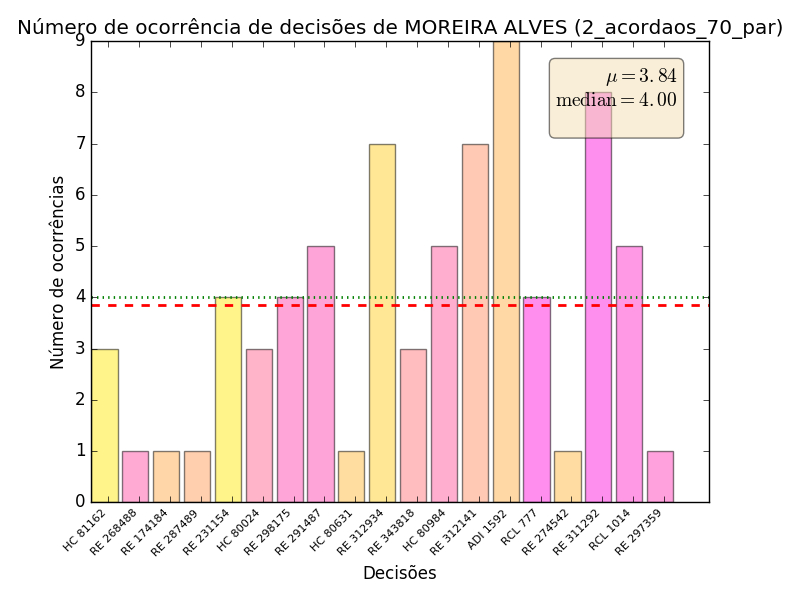 Número de ocorrência de decisões de MOREIRA ALVES (2_acordaos_70_par)
μ = 3.84
median = 4.00
Número de ocorrências
9
8
7
6
5
4
3
2
1
0
HC 81162
RE 268488
RE 174184
RE 287489
RE 231154
HC 80024
RE 298175
RE 291487
HC 80631
RE 312934
RE 343818
HC 80984
RE 312141
ADI 1592
RCL 777
RE 274542
RE 311292
RCL 1014
RE 297359
Decisões